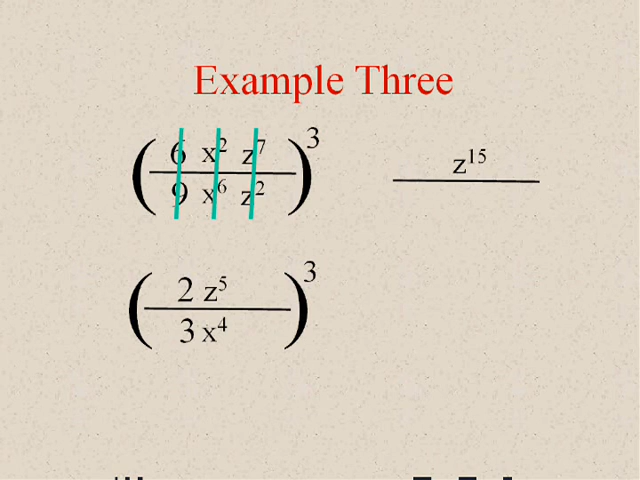 Example Three
( 6 x² z⁷ / 9 x⁶ z² )³
z¹⁵
( 2 z⁵ / 3 x⁴ )³